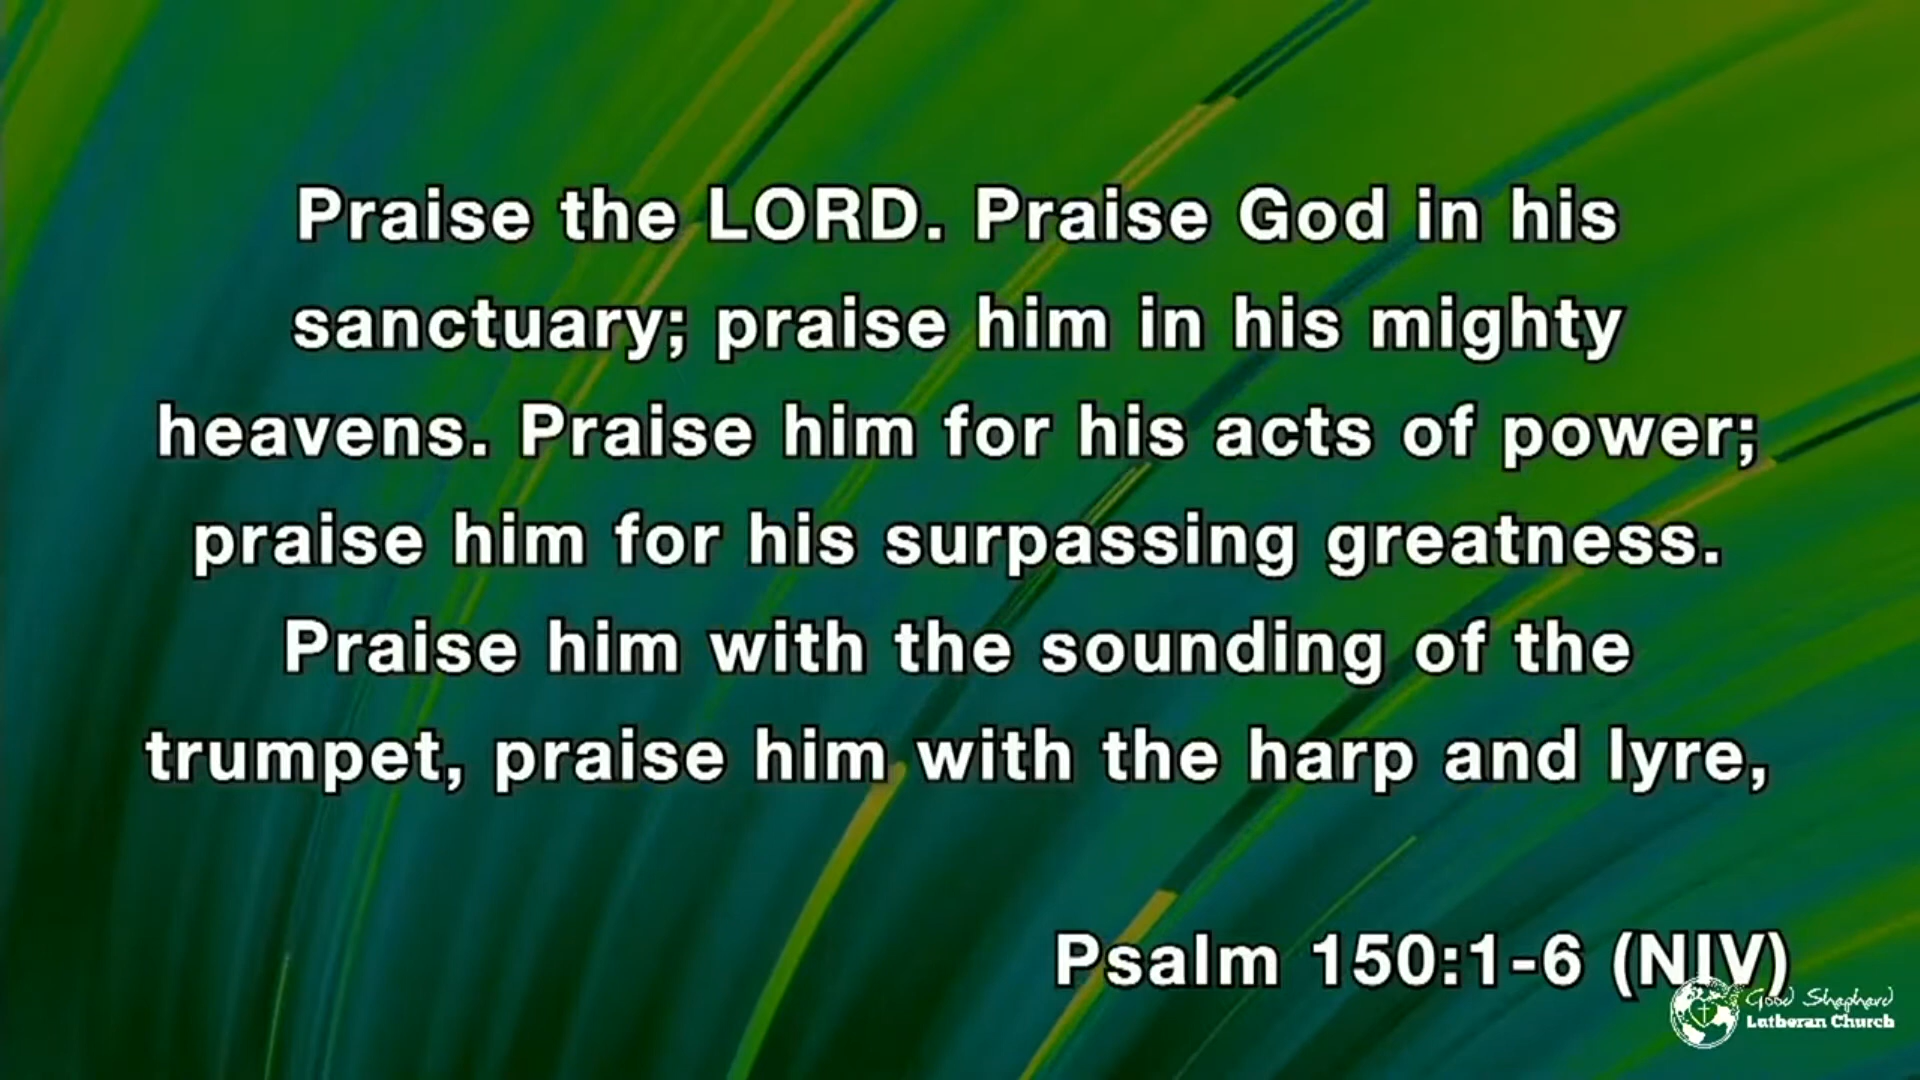 Praise the LORD. Praise God in his
sanctuary; praise him in his mighty
heavens. Praise him for his acts of power;
praise him for his surpassing greatness.
Praise him with the sounding of the
trumpet, praise him with the harp and lyre,
Psalm 150:1-6 (NIV)
Good Shepherd
Lutheran Church